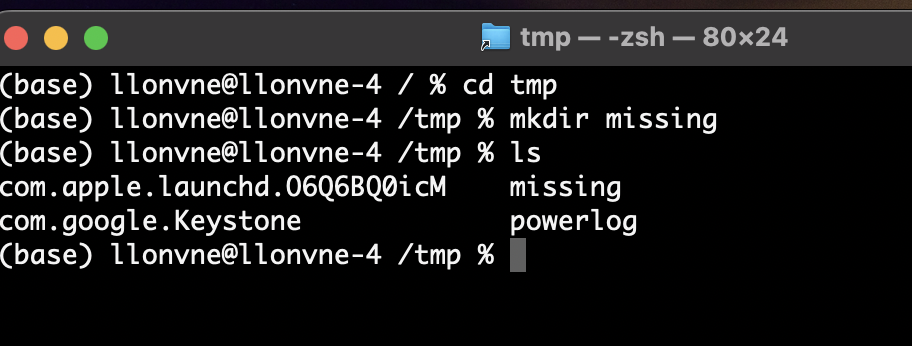 tmp — -zsh — 80×24
(base) llonvne@llonvne-4 / % cd tmp
(base) llonvne@llonvne-4 /tmp % mkdir missing
(base) llonvne@llonvne-4 /tmp % ls
com.apple.launchd.O6Q6BQ0icM    missing
com.google.Keystone             powerlog
(base) llonvne@llonvne-4 /tmp %